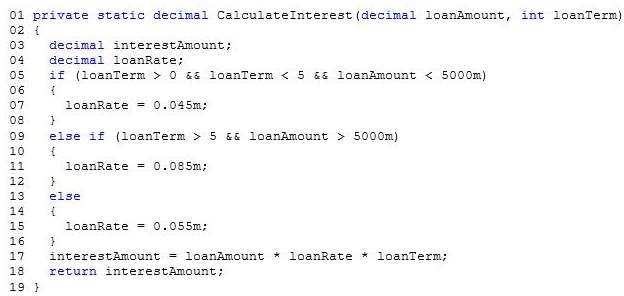 01 private static decimal CalculateInterest(decimal loanAmount, int loanTerm)
02 {
03 decimal interestAmount;
04 decimal loanRate;
05 if (loanTerm > 0 && loanTerm < 5 && loanAmount < 5000m)
06 {
07 loanRate = 0.045m;
08 }
09 else if (loanTerm > 5 && loanAmount > 5000m)
10 {
11 loanRate = 0.085m;
12 }
13 else
14 {
15 loanRate = 0.055m;
16 }
17 interestAmount = loanAmount * loanRate * loanTerm;
18 return interestAmount;
19 }